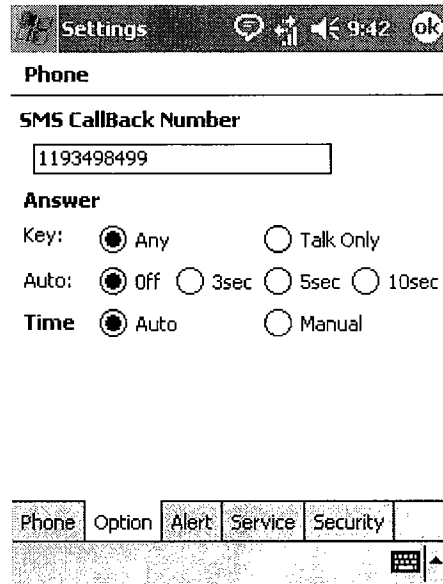 Settings 9:42 ok
Phone
SMS CallBack Number
1193498499
Answer
Key: Any Talk Only
Auto: Off 3sec 5sec 10sec
Time Auto Manual
Phone Option Alert Service Security